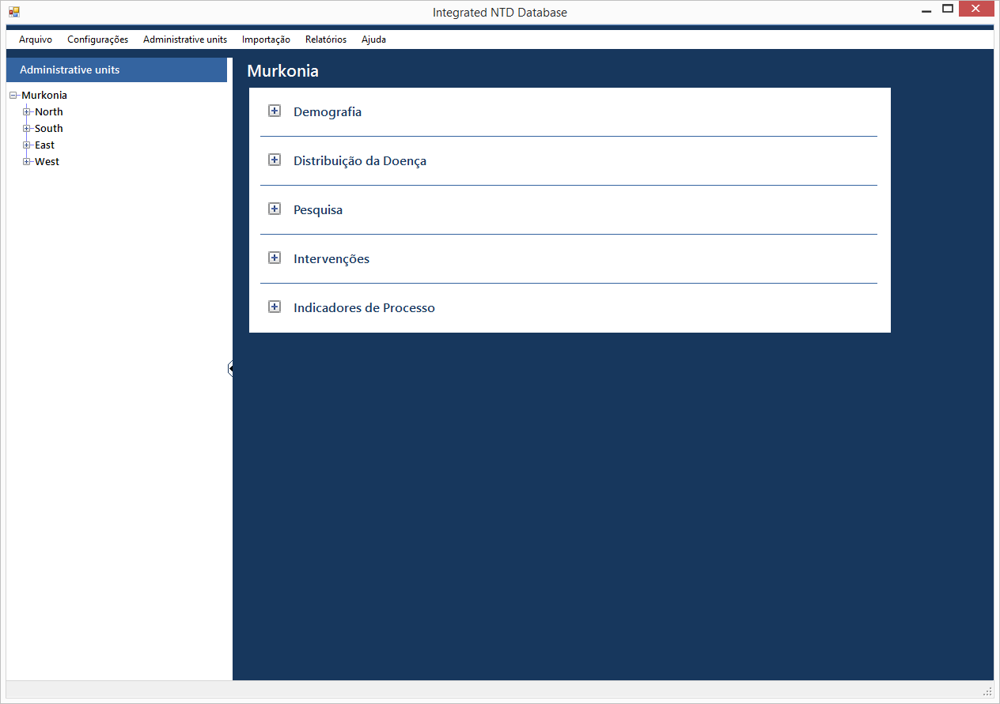 Integrated NTD Database
Arquivo Configurações Administrative units Importação Relatórios Ajuda
Administrative units
Murkonia
North
South
East
West
Murkonia
Demografia
Distribuição da Doença
Pesquisa
Intervenções
Indicadores de Processo